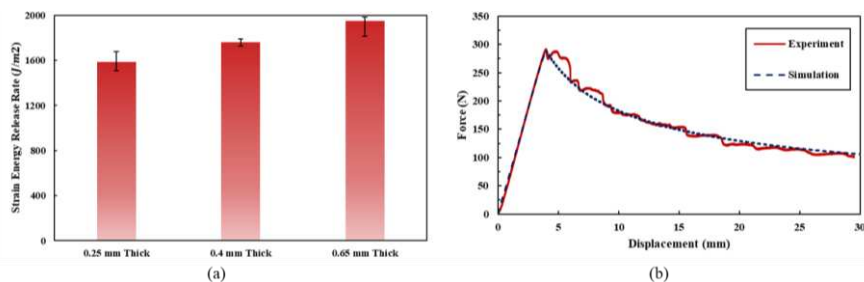 Strain Energy Release Rate (J/m2)
2000
1600
1200
800
400
0
0.25 mm Thick
0.4 mm Thick
0.65 mm Thick
(a)
Force (N)
350
300
250
200
150
100
50
0
Experiment
Simulation
0
5
10
15
20
25
30
Displacement (mm)
(b)